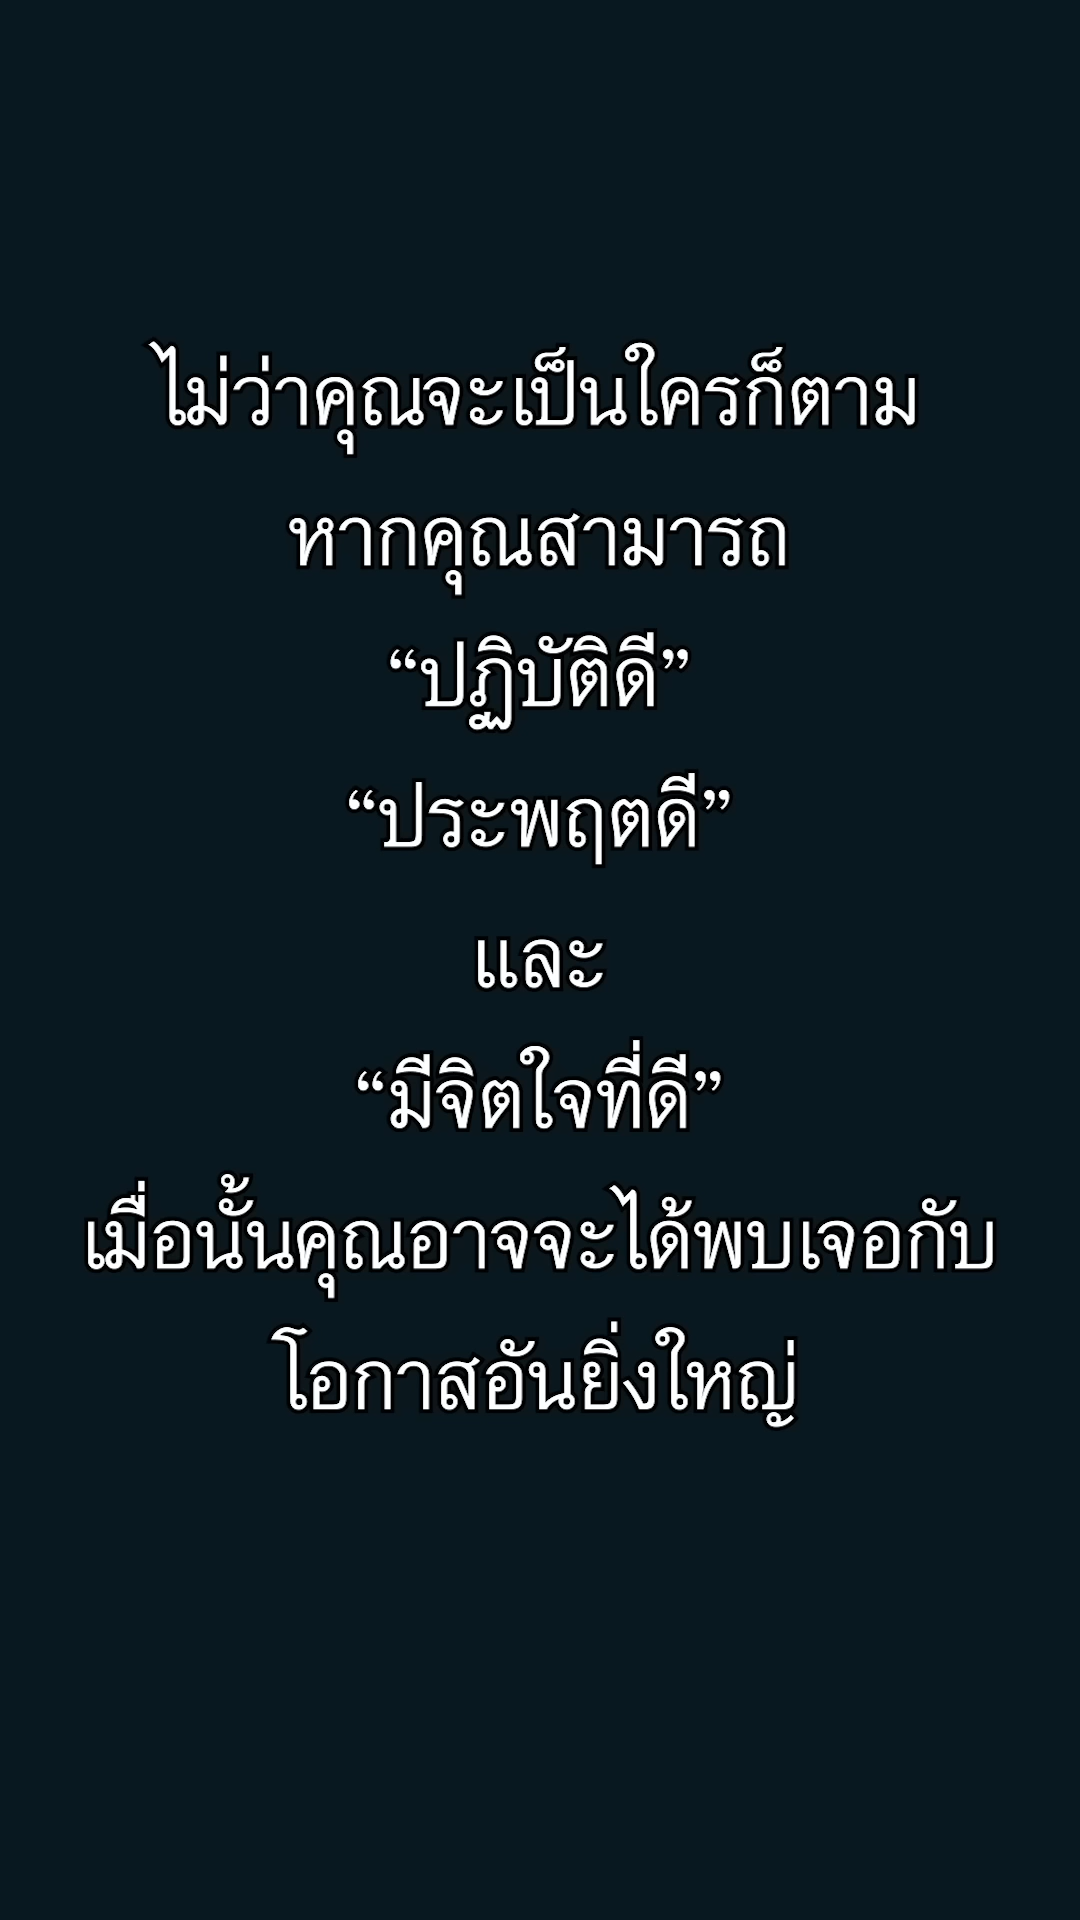 ไม่ว่าคุณจะเป็นใครก็ตาม
หากคุณสามารถ
“ปฏิบัติดี”
“ประพฤตดี”
และ
“มีจิตใจที่ดี”
เมื่อนั้นคุณอาจจะได้พบเจอกับ
โอกาสอันยิ่งใหญ่